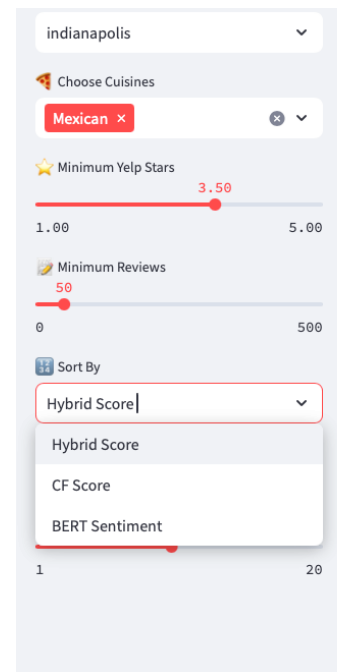 indianapolis
Choose Cuisines
Mexican ×
Minimum Yelp Stars
3.50
1.00 5.00
Minimum Reviews
50
0 500
1234 Sort By
Hybrid Score
Hybrid Score
CF Score
BERT Sentiment
1 20